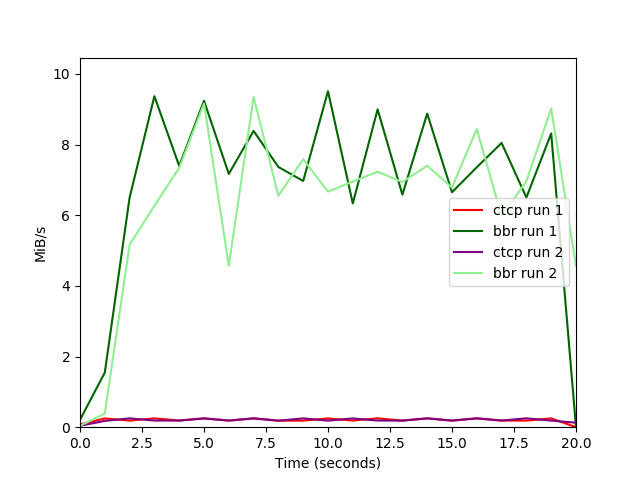 10
8
6
4
2
0
MiB/s
0.0 2.5 5.0 7.5 10.0 12.5 15.0 17.5 20.0
Time (seconds)
ctcp run 1
bbr run 1
ctcp run 2
bbr run 2